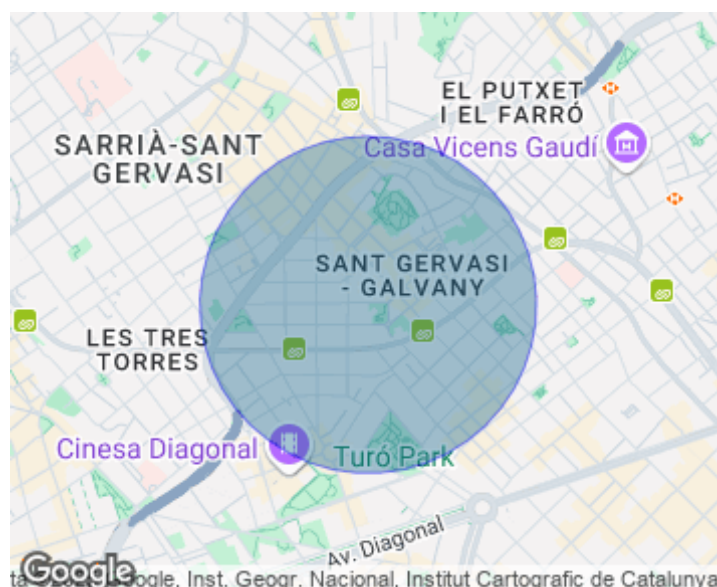 EL PUTXET
I EL FARRÓ
SARRIÀ-SANT
GERVASI
Casa Vicens Gaudí
SANT GERVASI
- GALVANY
LES TRES
TORRES
Cinesa Diagonal
Turó Park
Av. Diagonal
Google
Google, Inst. Geogr. Nacional, Institut Cartografic de Catalunya